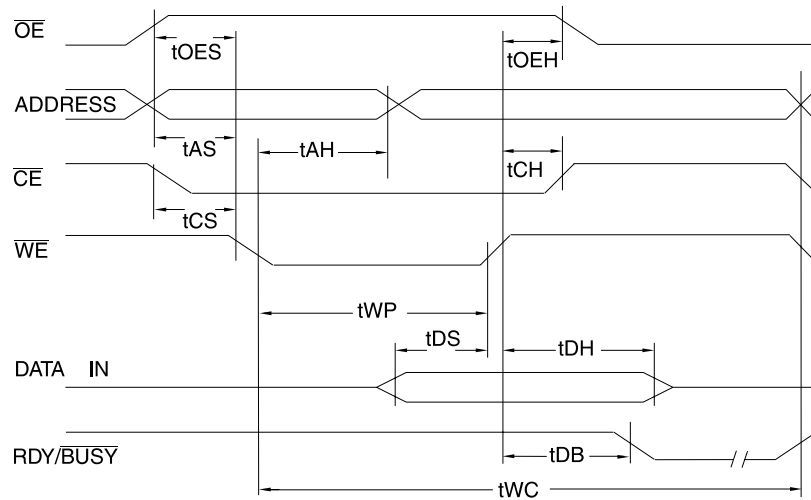 OE
tOES
tOEH
ADDRESS
tAS
tAH
tCH
CE
tCS
WE
tWP
tDS
tDH
DATA IN
RDY/BUSY
tDB
tWC